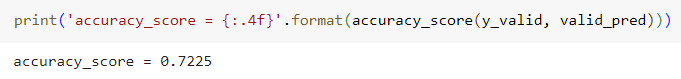 print('accuracy_score = {:.4f}'.format(accuracy_score(y_valid, valid_pred)))
accuracy_score = 0.7225